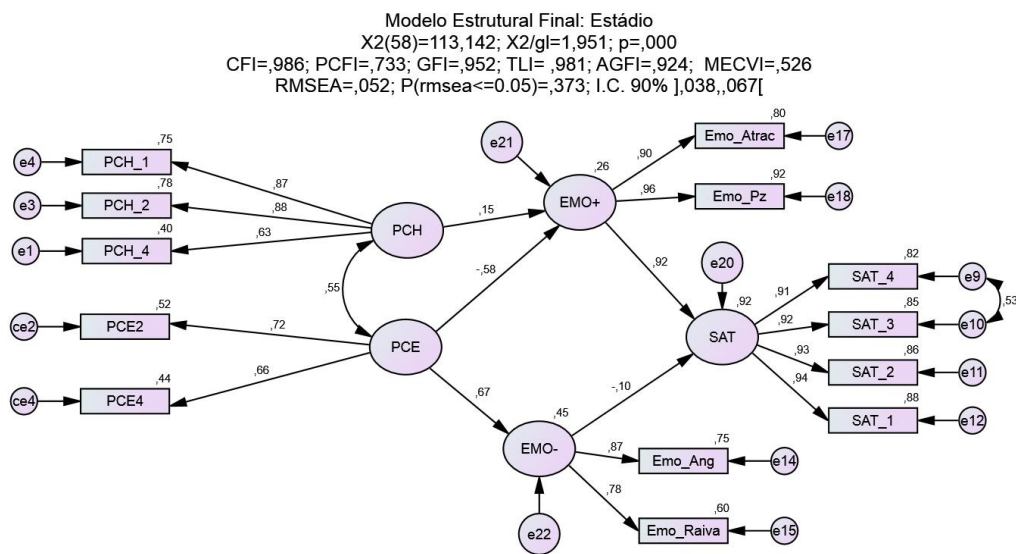 Modelo Estrutural Final: Estádio
X2(58)=113,142; X2/gl=1,951; p=,000
CFI=,986; PCFI=,733; GFI=,952; TLI= ,981; AGFI=,924; MECVI=,526
RMSEA=,052; P(rmsea<=0.05)=,373; I.C. 90% ],038,,067[
e4
,75
PCH_1
,87
e3
,78
PCH_2
,88
e1
,40
PCH_4
,63
PCH
,15
,55
ce2
,52
PCE2
,72
ce4
,44
PCE4
,66
PCE
-,58
,67
e21
,26
EMO+
,90
,80
Emo_Atrac
e17
,96
,92
Emo_Pz
e18
,92
e20
,92
SAT
,91
,82
SAT_4
e9
,92
,85
SAT_3
e10
,53
,93
,86
SAT_2
e11
,94
,88
SAT_1
e12
-,10
,45
EMO-
,87
,75
Emo_Ang
e14
,78
,60
Emo_Raiva
e15
e22